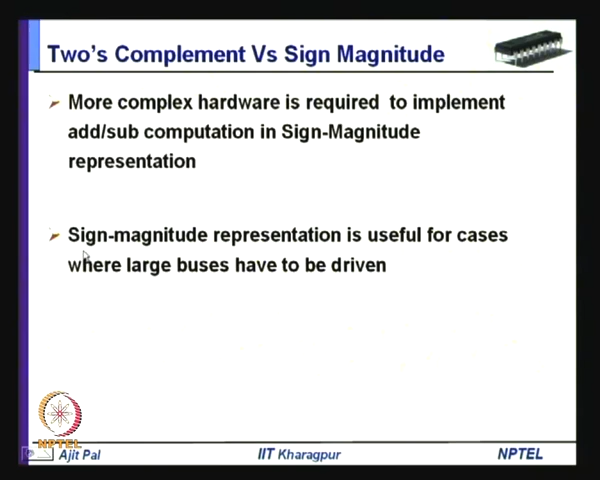 Two's Complement Vs Sign Magnitude
More complex hardware is required to implement
add/sub computation in Sign-Magnitude
representation
Sign-magnitude representation is useful for cases
where large buses have to be driven
NPTEL
Ajit Pal
IIT Kharagpur
NPTEL